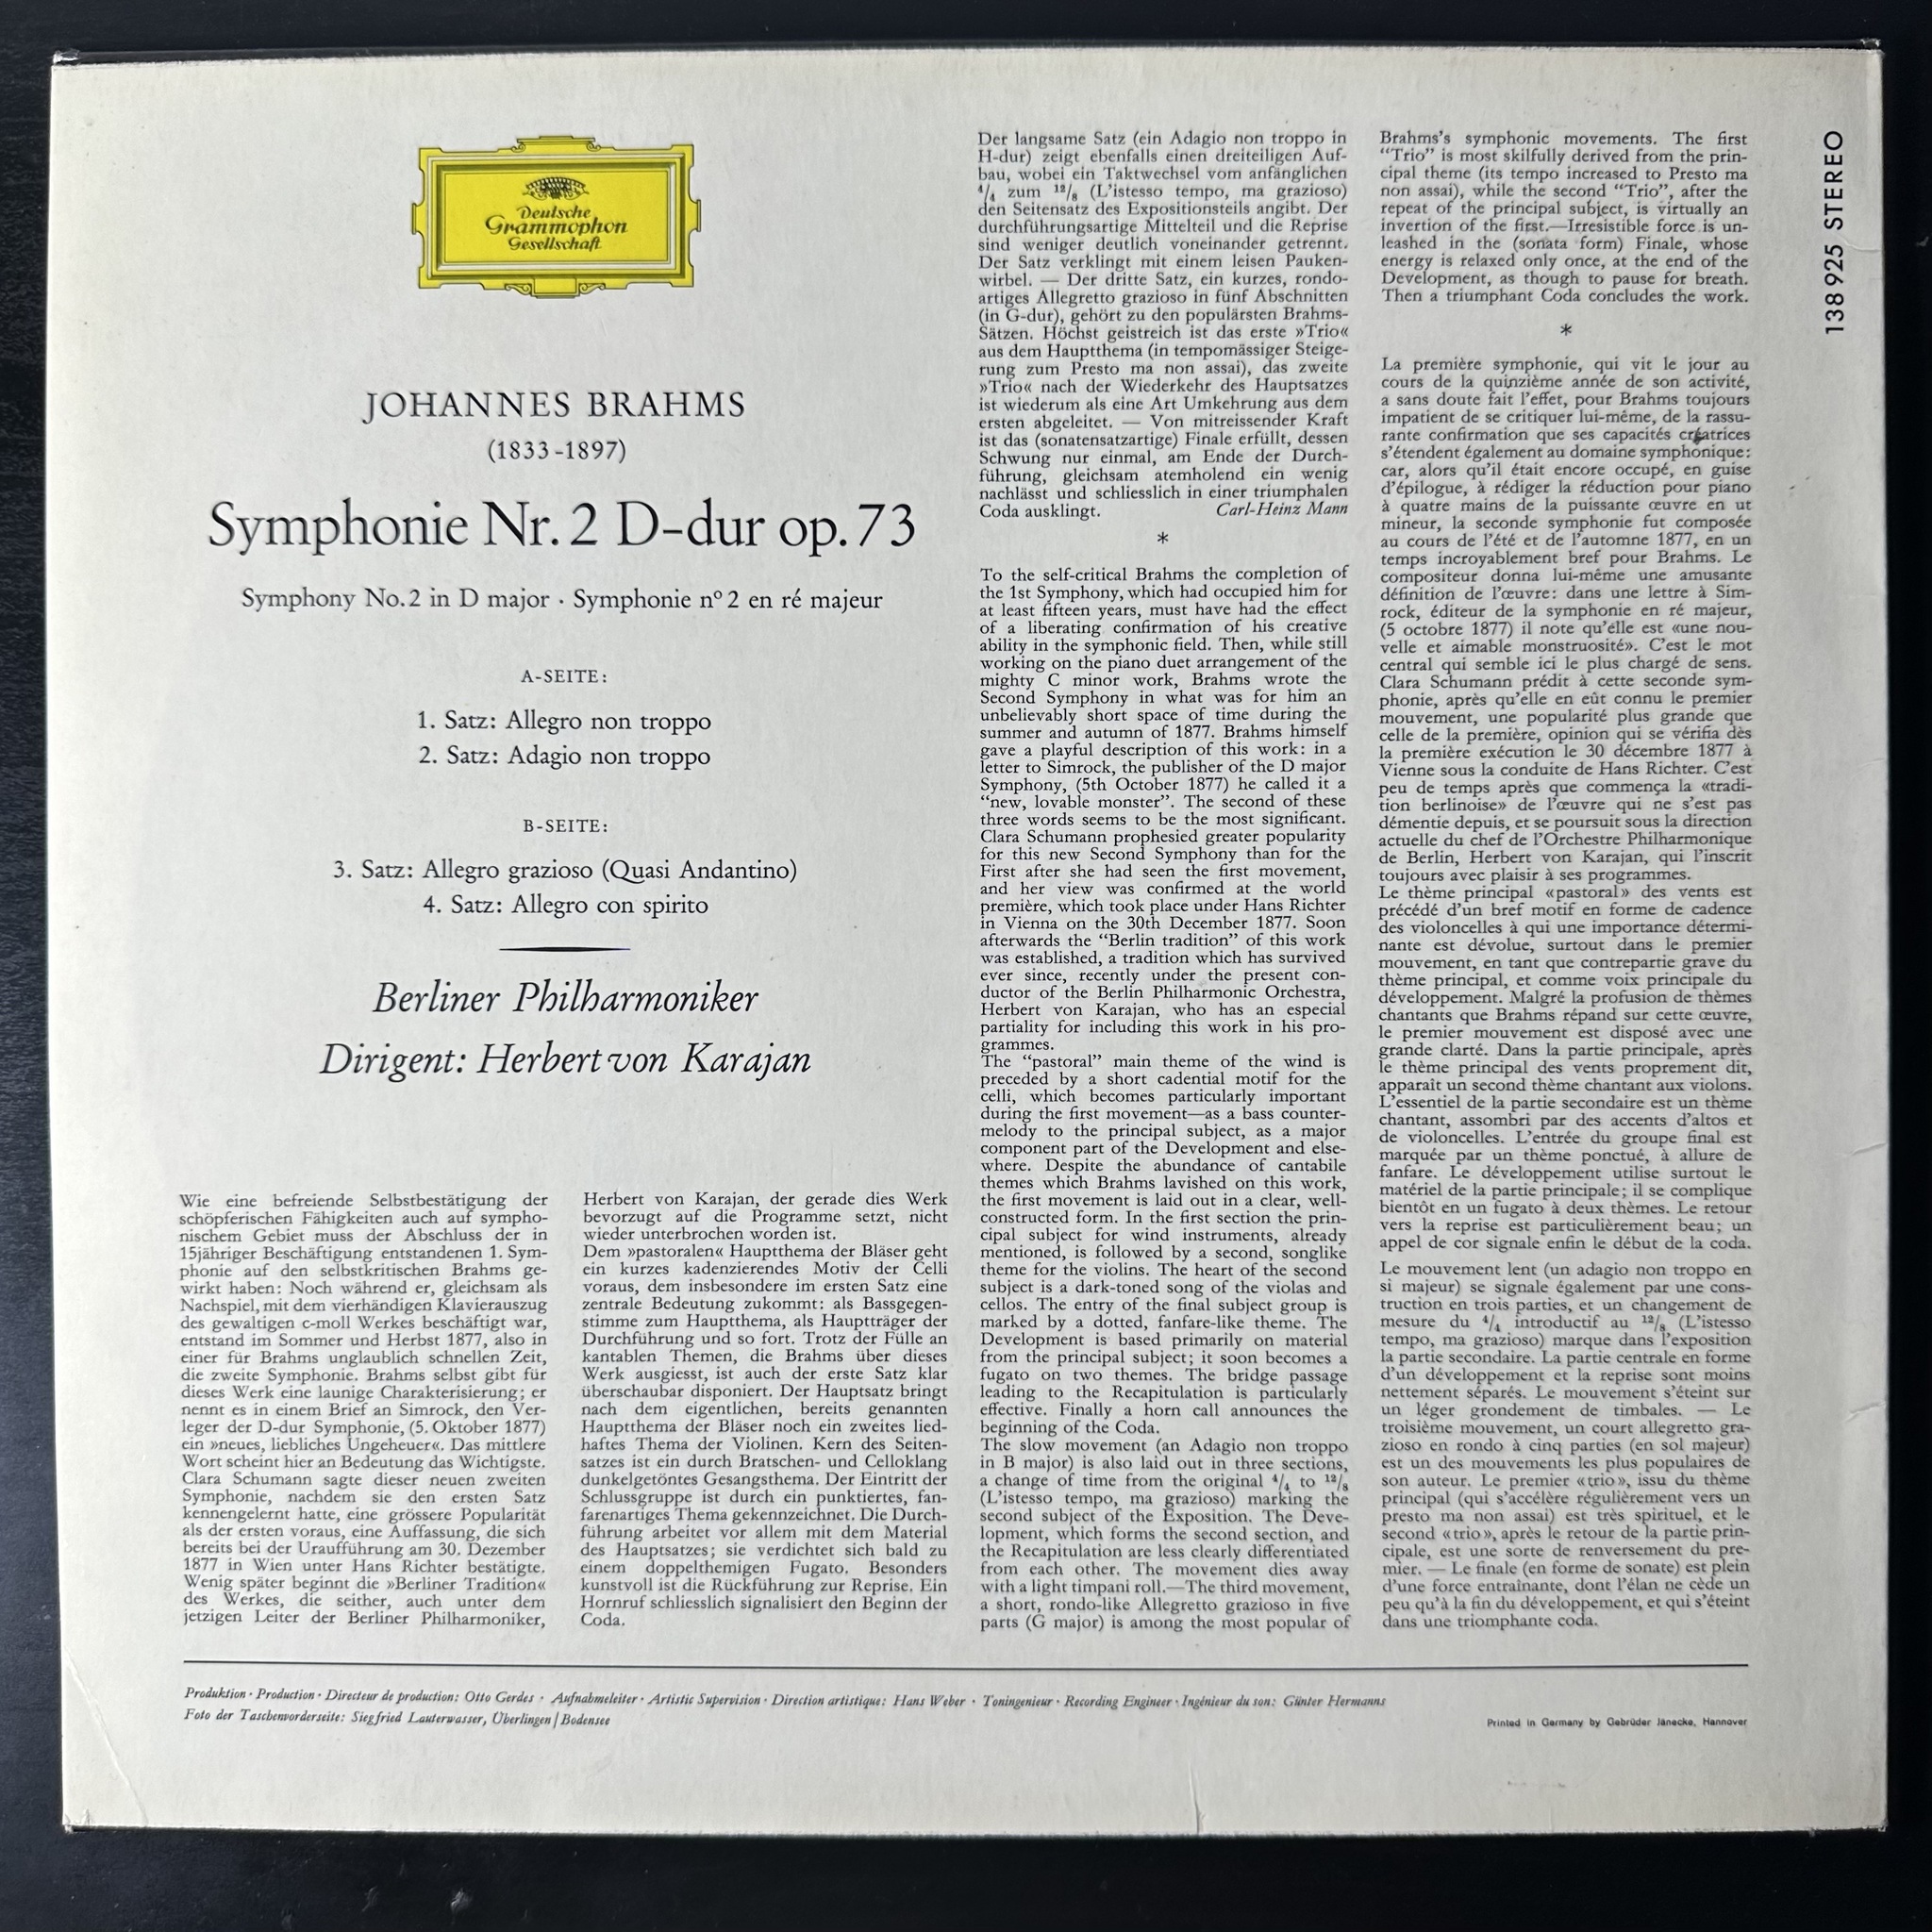 Deutsche
Grammophon
Gesellschaft
JOHANNES BRAHMS
(1833-1897)
Symphonie Nr. 2 D-dur op. 73
Symphony No. 2 in D major · Symphonie nº 2 en ré majeur
A-SEITE:
1. Satz: Allegro non troppo
2. Satz: Adagio non troppo
B-SEITE:
3. Satz: Allegro grazioso (Quasi Andantino)
4. Satz: Allegro con spirito
Berliner Philharmoniker
Dirigent: Herbert von Karajan
Wie eine befreiende Selbstbestätigung der
schöpferischen Fähigkeiten auch auf sympho-
nischem Gebiet muss der Abschluss der in
15jähriger Beschäftigung entstandenen 1. Sym-
phonie auf den selbstkritischen Brahms ge-
wirkt haben: Noch während er, gleichsam als
Nachspiel, mit dem vierhändigen Klavierauszug
des gewaltigen c-moll Werkes beschäftigt war,
entstand im Sommer und Herbst 1877, also in
einer für Brahms unglaublich schnellen Zeit,
die zweite Symphonie. Brahms selbst gibt für
dieses Werk eine launige Charakterisierung; er
nennt es in einem Brief an Simrock, den Ver-
leger der D-dur Symphonie, (5. Oktober 1877)
ein »neues, liebliches Ungeheuer«. Das mittlere
Wort scheint hier an Bedeutung das Wichtigste.
Clara Schumann sagte dieser neuen zweiten
Symphonie, nachdem sie den ersten Satz
kennengelernt hatte, eine grössere Popularität
als der ersten voraus, eine Auffassung, die sich
bereits bei der Uraufführung am 30. Dezember
1877 in Wien unter Hans Richter bestätigte.
Wenig später beginnt die »Berliner Tradition«
des Werkes, die seither, auch unter dem
jetzigen Leiter der Berliner Philharmoniker,
Herbert von Karajan, der gerade dies Werk
bevorzugt auf die Programme setzt, nicht
wieder unterbrochen worden ist.
Dem »pastoralen« Hauptthema der Bläser geht
ein kurzes kadenzierendes Motiv der Celli
voraus, dem insbesondere im ersten Satz eine
zentrale Bedeutung zukommt: als Bassgegen-
stimme zum Hauptthema, als Hauptträger der
Durchführung und so fort. Trotz der Fülle an
kantablen Themen, die Brahms über dieses
Werk ausgiesst, ist auch der erste Satz klar
überschaubar disponiert. Der Hauptsatz bringt
nach dem eigentlichen, bereits genannten
Hauptthema der Bläser noch ein zweites lied-
haftes Thema der Violinen. Kern des Seiten-
satzes ist ein durch Bratschen- und Celloklang
dunkelgetöntes Gesangsthema. Der Eintritt der
Schlussgruppe ist durch ein punktiertes, fan-
farenartiges Thema gekennzeichnet. Die Durch-
führung arbeitet vor allem mit dem Material
des Hauptsatzes; sie verdichtet sich bald zu
einem doppelthemigen Fugato. Besonders
kunstvoll ist die Rückführung zur Reprise. Ein
Hornruf schliesslich signalisiert den Beginn der
Coda.
Der langsame Satz (ein Adagio non troppo in
H-dur) zeigt ebenfalls einen dreiteiligen Auf-
bau, wobei ein Taktwechsel vom anfänglichen
4/4 zum 12/8 (L'istesso tempo, ma grazioso)
den Seitensatz des Expositionsteils angibt. Der
durchführungsartige Mittelteil und die Reprise
sind weniger deutlich voneinander getrennt.
Der Satz verklingt mit einem leisen Pauken-
wirbel. — Der dritte Satz, ein kurzes, rondo-
artiges Allegretto grazioso in fünf Abschnitten
(in G-dur), gehört zu den populärsten Brahms-
Sätzen. Höchst geistreich ist das erste »Trio«
aus dem Hauptthema (in tempomässiger Steige-
rung zum Presto ma non assai), das zweite
»Trio« nach der Wiederkehr des Hauptsatzes
ist wiederum als eine Art Umkehrung aus dem
ersten abgeleitet. — Von mitreissender Kraft
ist das (sonatensatzartige) Finale erfüllt, dessen
Schwung nur einmal, am Ende der Durch-
führung, gleichsam atemholend ein wenig
nachlässt und schliesslich in einer triumphalen
Coda ausklingt. Carl-Heinz Mann
*
To the self-critical Brahms the completion of
the 1st Symphony, which had occupied him for
at least fifteen years, must have had the effect
of a liberating confirmation of his creative
ability in the symphonic field. Then, while still
working on the piano duet arrangement of the
mighty C minor work, Brahms wrote the
Second Symphony in what was for him an
unbelievably short space of time during the
summer and autumn of 1877. Brahms himself
gave a playful description of this work: in a
letter to Simrock, the publisher of the D major
Symphony, (5th October 1877) he called it a
“new, lovable monster”. The second of these
three words seems to be the most significant.
Clara Schumann prophesied greater popularity
for this new Second Symphony than for the
First after she had seen the first movement,
and her view was confirmed at the world
première, which took place under Hans Richter
in Vienna on the 30th December 1877. Soon
afterwards the “Berlin tradition” of this work
was established, a tradition which has survived
ever since, recently under the present con-
ductor of the Berlin Philharmonic Orchestra,
Herbert von Karajan, who has an especial
partiality for including this work in his pro-
grammes.
The “pastoral” main theme of the wind is
preceded by a short cadential motif for the
celli, which becomes particularly important
during the first movement—as a bass counter-
melody to the principal subject, as a major
component part of the Development and else-
where. Despite the abundance of cantabile
themes which Brahms lavished on this work,
the first movement is laid out in a clear, well-
constructed form. In the first section the prin-
cipal subject for wind instruments, already
mentioned, is followed by a second, songlike
theme for the violins. The heart of the second
subject is a dark-toned song of the violas and
cellos. The entry of the final subject group is
marked by a dotted, fanfare-like theme. The
Development is based primarily on material
from the principal subject; it soon becomes a
fugato on two themes. The bridge passage
leading to the Recapitulation is particularly
effective. Finally a horn call announces the
beginning of the Coda.
The slow movement (an Adagio non troppo
in B major) is also laid out in three sections,
a change of time from the original 4/4 to 12/8
(L'istesso tempo, ma grazioso) marking the
second subject of the Exposition. The Deve-
lopment, which forms the second section, and
the Recapitulation are less clearly differentiated
from each other. The movement dies away
with a light timpani roll.—The third movement,
a short, rondo-like Allegretto grazioso in five
parts (G major) is among the most popular of
Brahms's symphonic movements. The first
“Trio” is most skilfully derived from the prin-
cipal theme (its tempo increased to Presto ma
non assai), while the second “Trio”, after the
repeat of the principal subject, is virtually an
invertion of the first.—Irresistible force is un-
leashed in the (sonata form) Finale, whose
energy is relaxed only once, at the end of the
Development, as though to pause for breath.
Then a triumphant Coda concludes the work.
*
La première symphonie, qui vit le jour au
cours de la quinzième année de son activité,
a sans doute fait l'effet, pour Brahms toujours
impatient de se critiquer lui-même, de la rassu-
rante confirmation que ses capacités créatrices
s'étendent également au domaine symphonique:
car, alors qu'il était encore occupé, en guise
d'épilogue, à rédiger la réduction pour piano
à quatre mains de la puissante œuvre en ut
mineur, la seconde symphonie fut composée
au cours de l'été et de l'automne 1877, en un
temps incroyablement bref pour Brahms. Le
compositeur donna lui-même une amusante
définition de l'œuvre: dans une lettre à Sim-
rock, éditeur de la symphonie en ré majeur,
(5 octobre 1877) il note qu'élle est «une nou-
velle et aimable monstruosité». C'est le mot
central qui semble ici le plus chargé de sens.
Clara Schumann prédit à cette seconde sym-
phonie, après qu'elle en eût connu le premier
mouvement, une popularité plus grande que
celle de la première, opinion qui se vérifia dès
la première exécution le 30 décembre 1877 à
Vienne sous la conduite de Hans Richter. C'est
peu de temps après que commença la «tradi-
tion berlinoise» de l'œuvre qui ne s'est pas
démentie depuis, et se poursuit sous la direction
actuelle du chef de l'Orchestre Philharmonique
de Berlin, Herbert von Karajan, qui l'inscrit
toujours avec plaisir à ses programmes.
Le thème principal «pastoral» des vents est
précédé d'un bref motif en forme de cadence
des violoncelles à qui une importance détermi-
nante est dévolue, surtout dans le premier
mouvement, en tant que contrepartie grave du
thème principal, et comme voix principale du
développement. Malgré la profusion de thèmes
chantants que Brahms répand sur cette œuvre,
le premier mouvement est disposé avec une
grande clarté. Dans la partie principale, après
le thème principal des vents proprement dit,
apparaît un second thème chantant aux violons.
L'essentiel de la partie secondaire est un thème
chantant, assombri par des accents d'altos et
de violoncelles. L'entrée du groupe final est
marquée par un thème ponctué, à allure de
fanfare. Le développement utilise surtout le
matériel de la partie principale; il se complique
bientôt en un fugato à deux thèmes. Le retour
vers la reprise est particulièrement beau; un
appel de cor signale enfin le début de la coda.
Le mouvement lent (un adagio non troppo en
si majeur) se signale également par une cons-
truction en trois parties, et un changement de
mesure du 4/4 introductif au 12/8 (L'istesso
tempo, ma grazioso) marque dans l'exposition
la partie secondaire. La partie centrale en forme
d'un développement et la reprise sont moins
nettement séparés. Le mouvement s'éteint sur
un léger grondement de timbales. — Le
troisième mouvement, un court allegretto gra-
zioso en rondo à cinq parties (en sol majeur)
est un des mouvements les plus populaires de
son auteur. Le premier «trio», issu du thème
principal (qui s'accélère régulièrement vers un
presto ma non assai) est très spirituel, et le
second «trio», après le retour de la partie prin-
cipale, est une sorte de renversement du pre-
mier. — Le finale (en forme de sonate) est plein
d'une force entraînante, dont l'élan ne cède un
peu qu'à la fin du développement, et qui s'éteint
dans une triomphante coda.
138 925 STEREO
Produktion · Production · Directeur de production: Otto Gerdes · Aufnahmeleiter · Artistic Supervision · Direction artistique: Hans Weber · Toningenieur · Recording Engineer · Ingénieur du son: Günter Hermanns
Foto der Taschenvorderseite: Siegfried Lauterwasser, Überlingen/Bodensee
Printed in Germany by Gebrüder Jänecke, Hannover